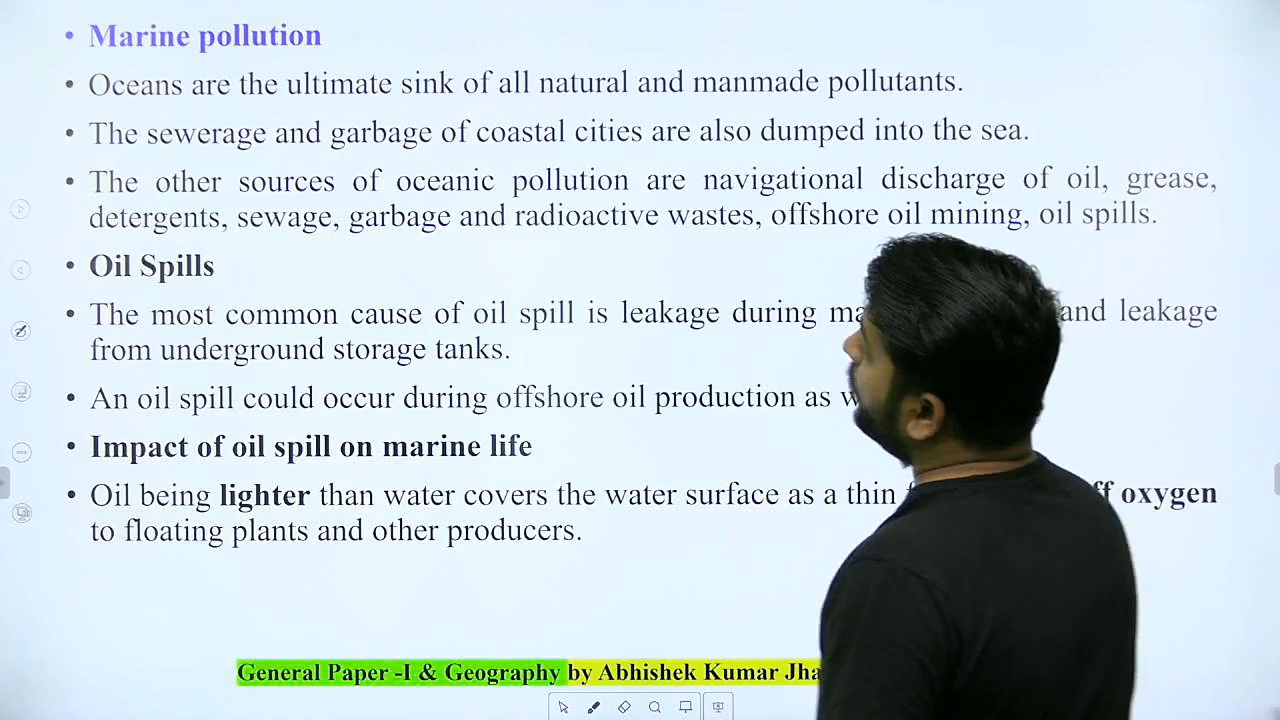 • Marine pollution
• Oceans are the ultimate sink of all natural and manmade pollutants.
• The sewerage and garbage of coastal cities are also dumped into the sea.
• The other sources of oceanic pollution are navigational discharge of oil, grease,
detergents, sewage, garbage and radioactive wastes, offshore oil mining, oil spills.
• Oil Spills
• The most common cause of oil spill is leakage during and leakage
from underground storage tanks.
• An oil spill could occur during offshore oil production as
• Impact of oil spill on marine life
• Oil being lighter than water covers the water surface as a thin oxygen
to floating plants and other producers.
General Paper -I & Geography by Abhishek Kumar Jha